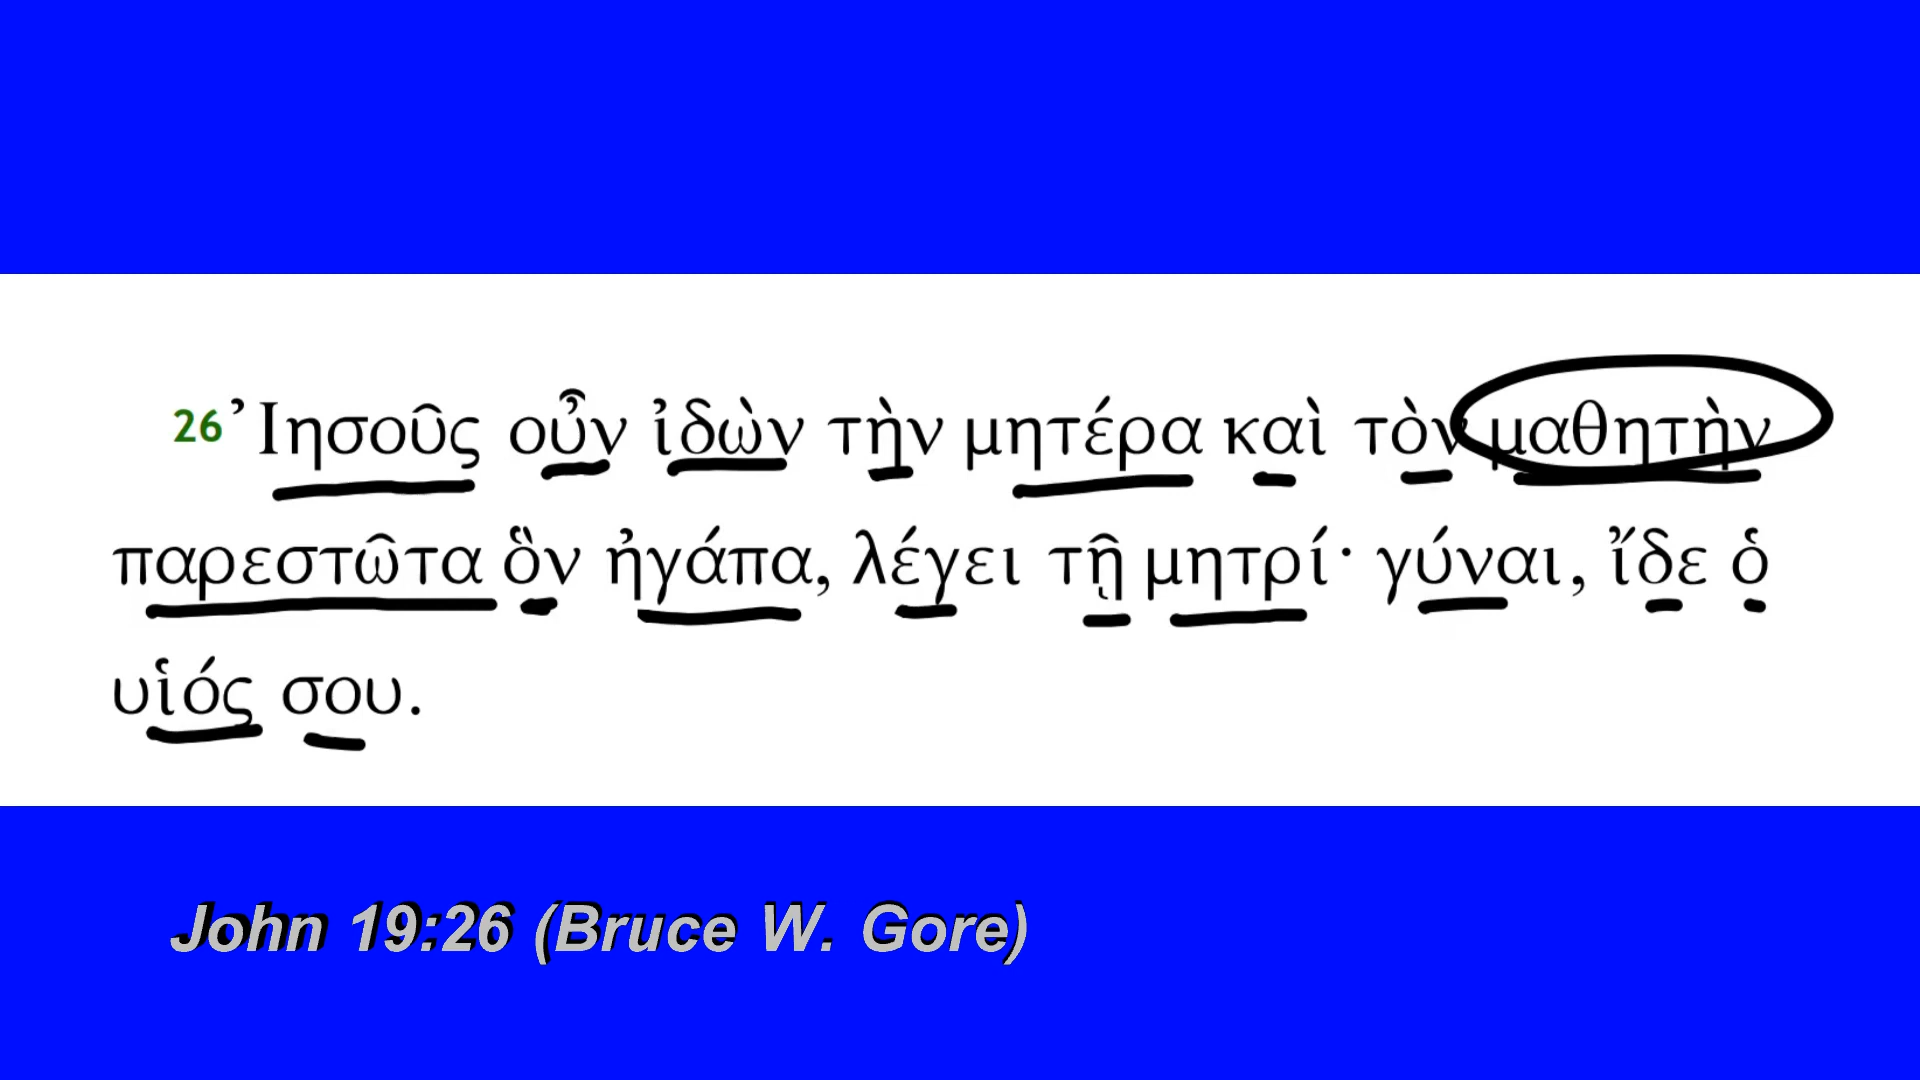 26 Ἰησοῦς οὖν ἰδὼν τὴν μητέρα καὶ τὸν μαθητὴν
παρεστῶτα ὃν ἠγάπα, λέγει τῇ μητρί· γύναι, ἴδε ὁ
υἱός σου.
John 19:26 (Bruce W. Gore)